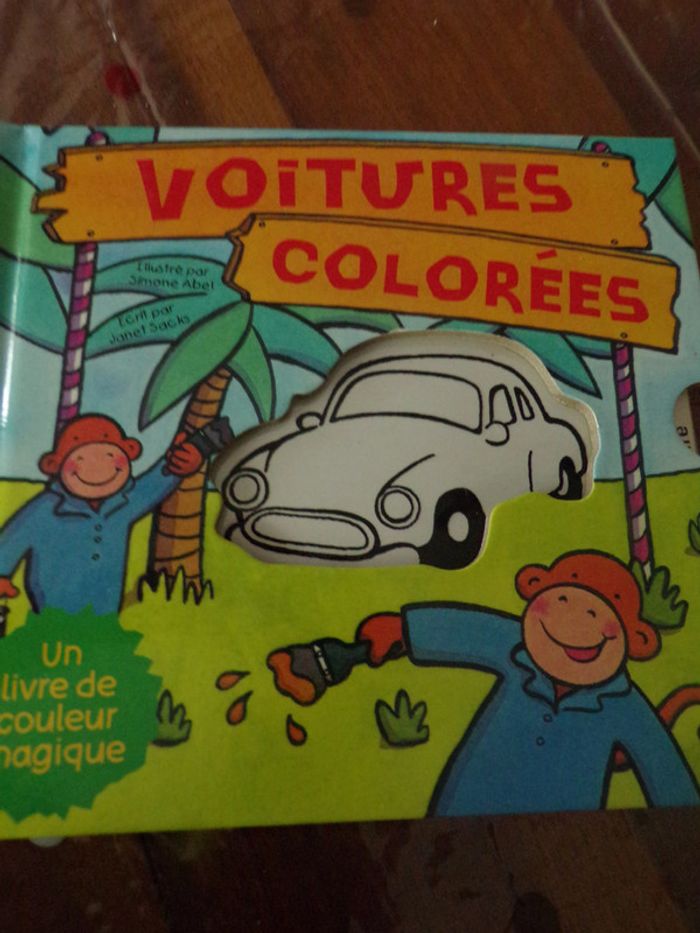 VOITURES
COLORÉES
Illustré par
Simone Abel
Écrit par
Janet Sacks
Un
livre de
couleur
magique